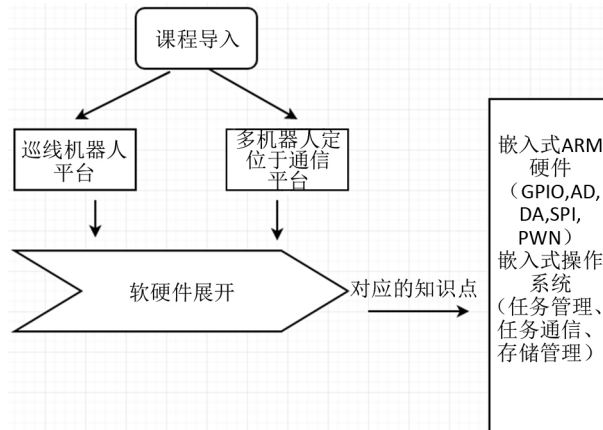 课程导入
巡线机器人
平台
多机器人定
位于通信
平台
软硬件展开
对应的知识点
嵌入式ARM
硬件
（GPIO,AD,
DA,SPI,
PWN）
嵌入式操作
系统
（任务管理、
任务通信、
存储管理）